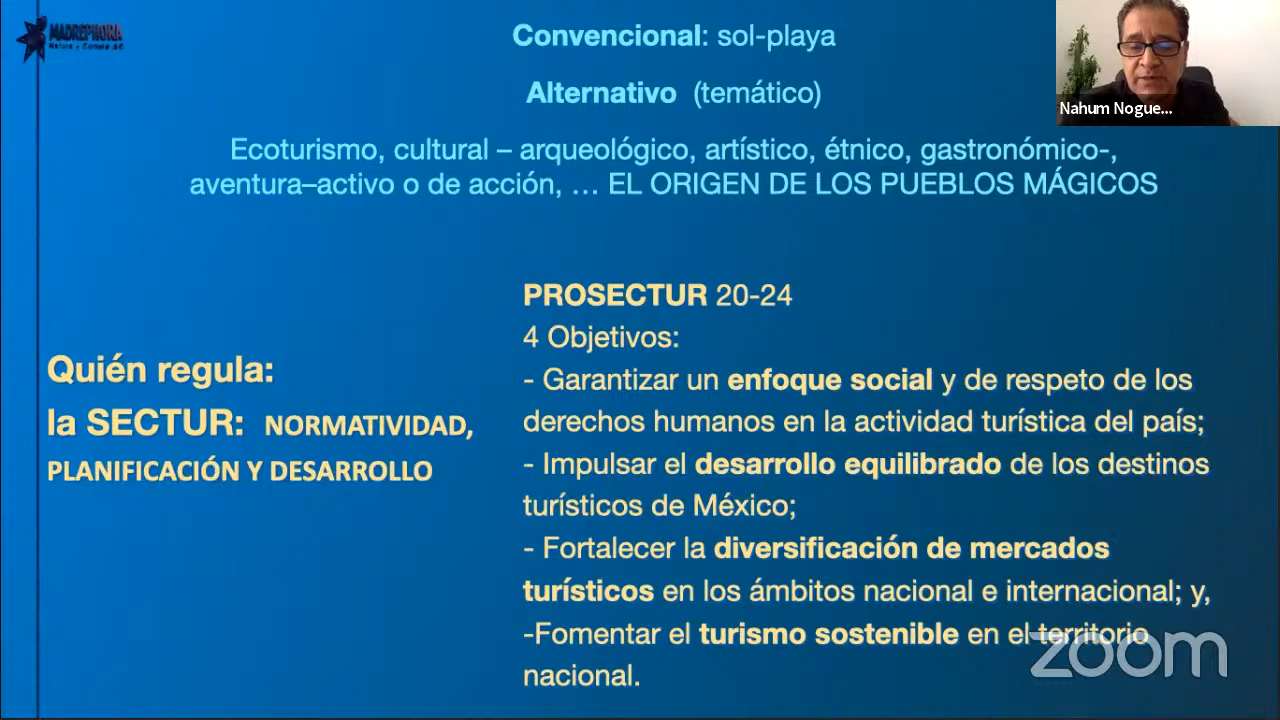 MADREPHORA
Natura y Cultura AC
Convencional: sol-playa
Alternativo (temático)
Ecoturismo, cultural – arqueológico, artístico, étnico, gastronómico-,
aventura–activo o de acción, … EL ORIGEN DE LOS PUEBLOS MÁGICOS
Nahum Nogue...
Quién regula:
la SECTUR: NORMATIVIDAD,
PLANIFICACIÓN Y DESARROLLO
PROSECTUR 20-24
4 Objetivos:
- Garantizar un enfoque social y de respeto de los
derechos humanos en la actividad turística del país;
- Impulsar el desarrollo equilibrado de los destinos
turísticos de México;
- Fortalecer la diversificación de mercados
turísticos en los ámbitos nacional e internacional; y,
-Fomentar el turismo sostenible en el territorio
nacional.
zoom